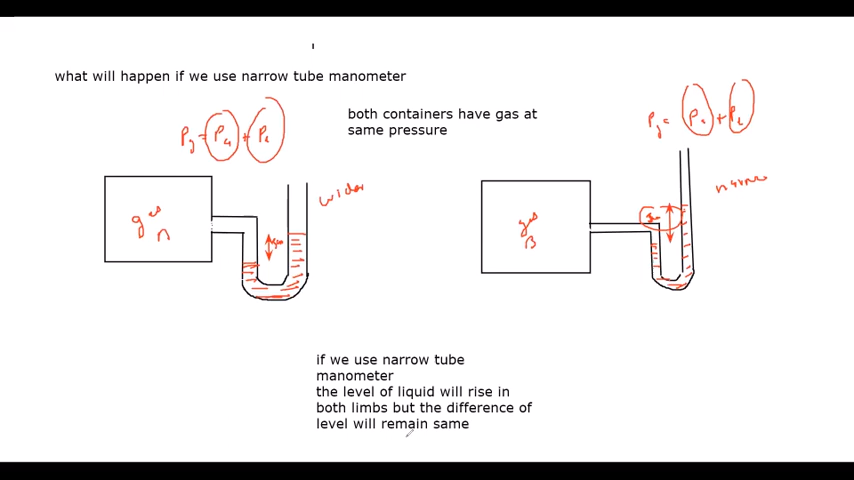 what will happen if we use narrow tube manometer
both containers have gas at
same pressure
Pg = Pa + PL
Pg = Pa + PL
wider
narrow
gas
A
gas
B
if we use narrow tube
manometer
the level of liquid will rise in
both limbs but the difference of
level will remain same